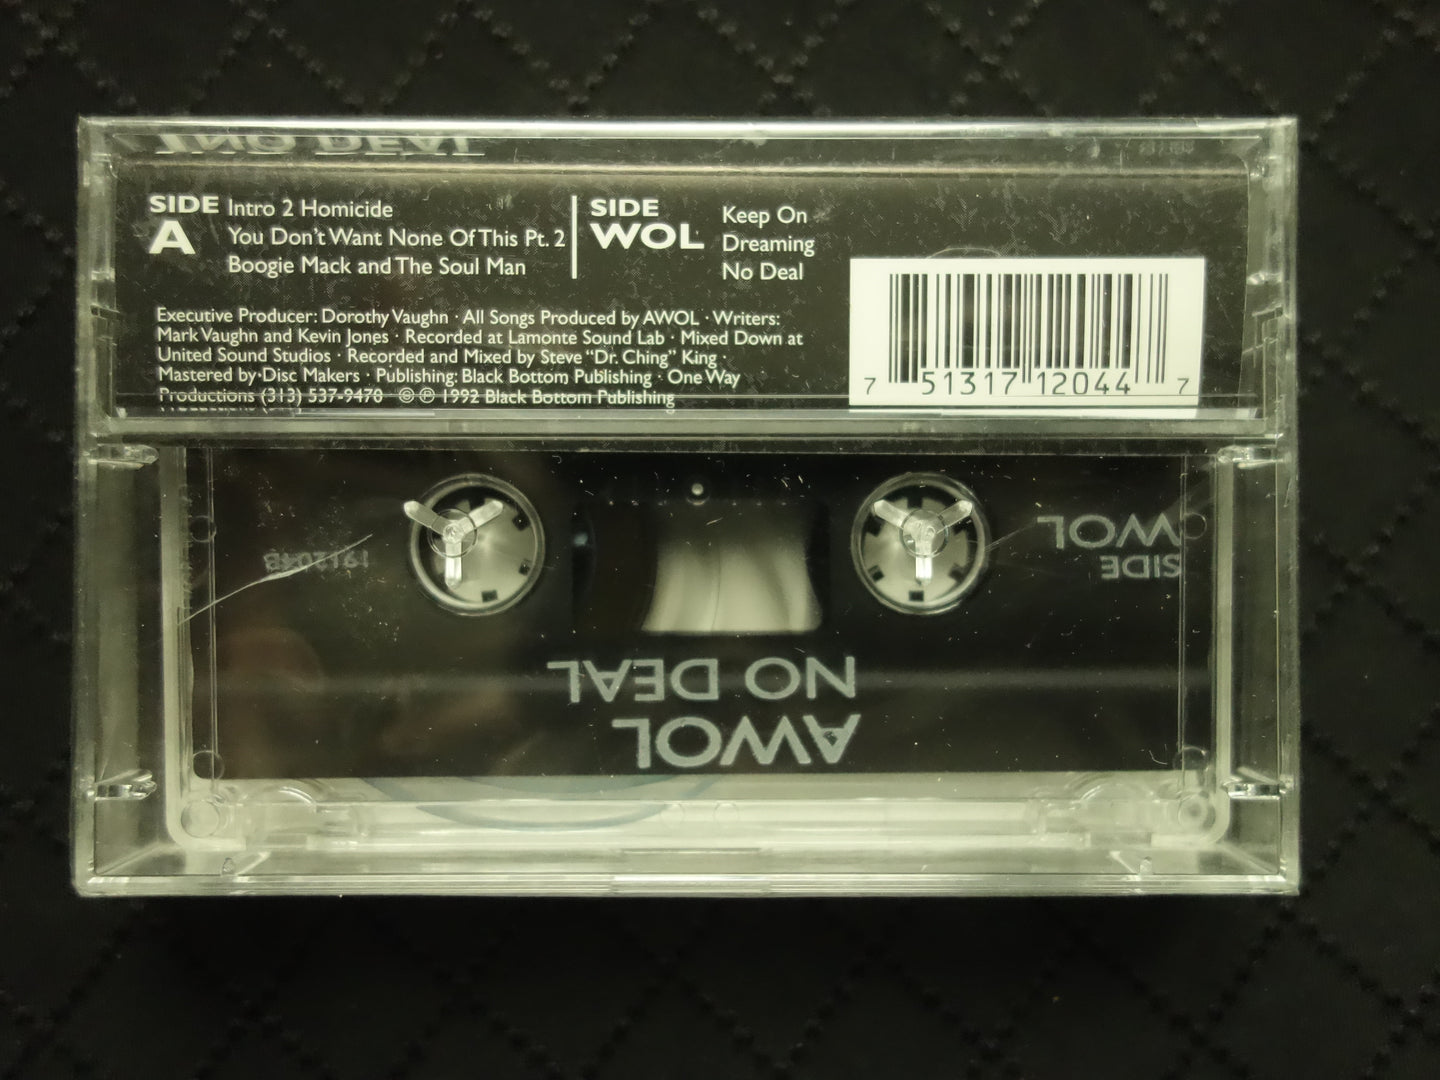 NO DEAL
SIDE
A
Intro 2 Homicide
You Don't Want None Of This Pt. 2
Boogie Mack and The Soul Man
SIDE
WOL
Keep On
Dreaming
No Deal
Executive Producer: Dorothy Vaughn · All Songs Produced by AWOL · Writers:
Mark Vaughn and Kevin Jones · Recorded at Lamonte Sound Lab · Mixed Down at
United Sound Studios · Recorded and Mixed by Steve “Dr. Ching” King ·
Mastered by·Disc Makers · Publishing: Black Bottom Publishing · One Way
Productions (313) 537-9470 · © ℗ 1992 Black Bottom Publishing
7 51317 12044 7
SIDE
WOL
191204B
AWOL
NO DEAL